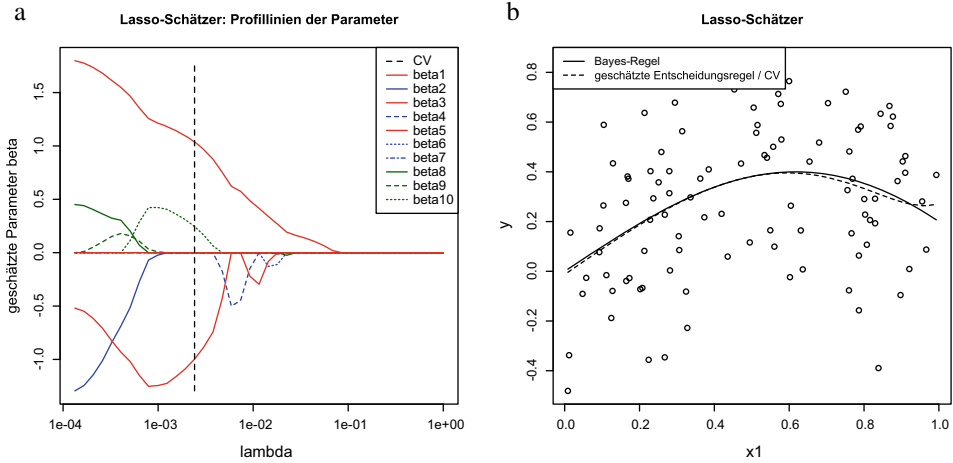 a
Lasso-Schätzer: Profillinien der Parameter
geschätzte Parameter beta
1.5
1.0
0.5
0.0
-0.5
-1.0
1e-04
1e-03
1e-02
1e-01
1e+00
lambda
CV
beta1
beta2
beta3
beta4
beta5
beta6
beta7
beta8
beta9
beta10
b
Lasso-Schätzer
Bayes-Regel
geschätzte Entscheidungsregel / CV
y
0.8
0.6
0.4
0.2
0.0
-0.2
-0.4
0.0
0.2
0.4
0.6
0.8
1.0
x1